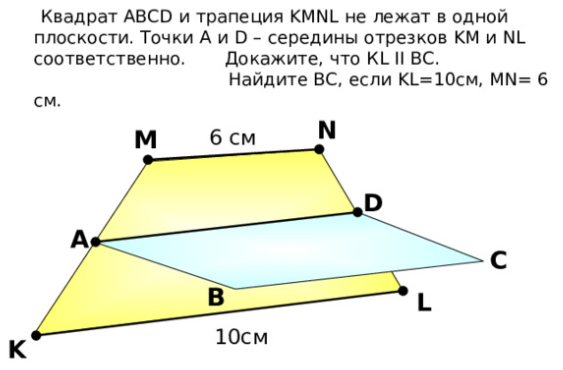 Квадрат ABCD и трапеция KMNL не лежат в одной
плоскости. Точки A и D – середины отрезков KM и NL
соответственно. Докажите, что KL II BC.
Найдите BC, если KL=10см, MN= 6
см.
M
6 см
N
A
D
B
C
K
10см
L